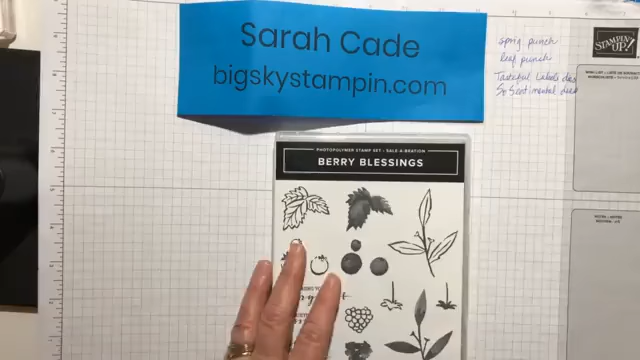 Sarah Cade
bigskystampin.com
sprig punch
leaf punch
Tasteful Labels dies
So Sentimental dies
STAMPIN' UP!
PHOTOPOLYMER STAMP SET • SALE-A-BRATION
BERRY BLESSINGS